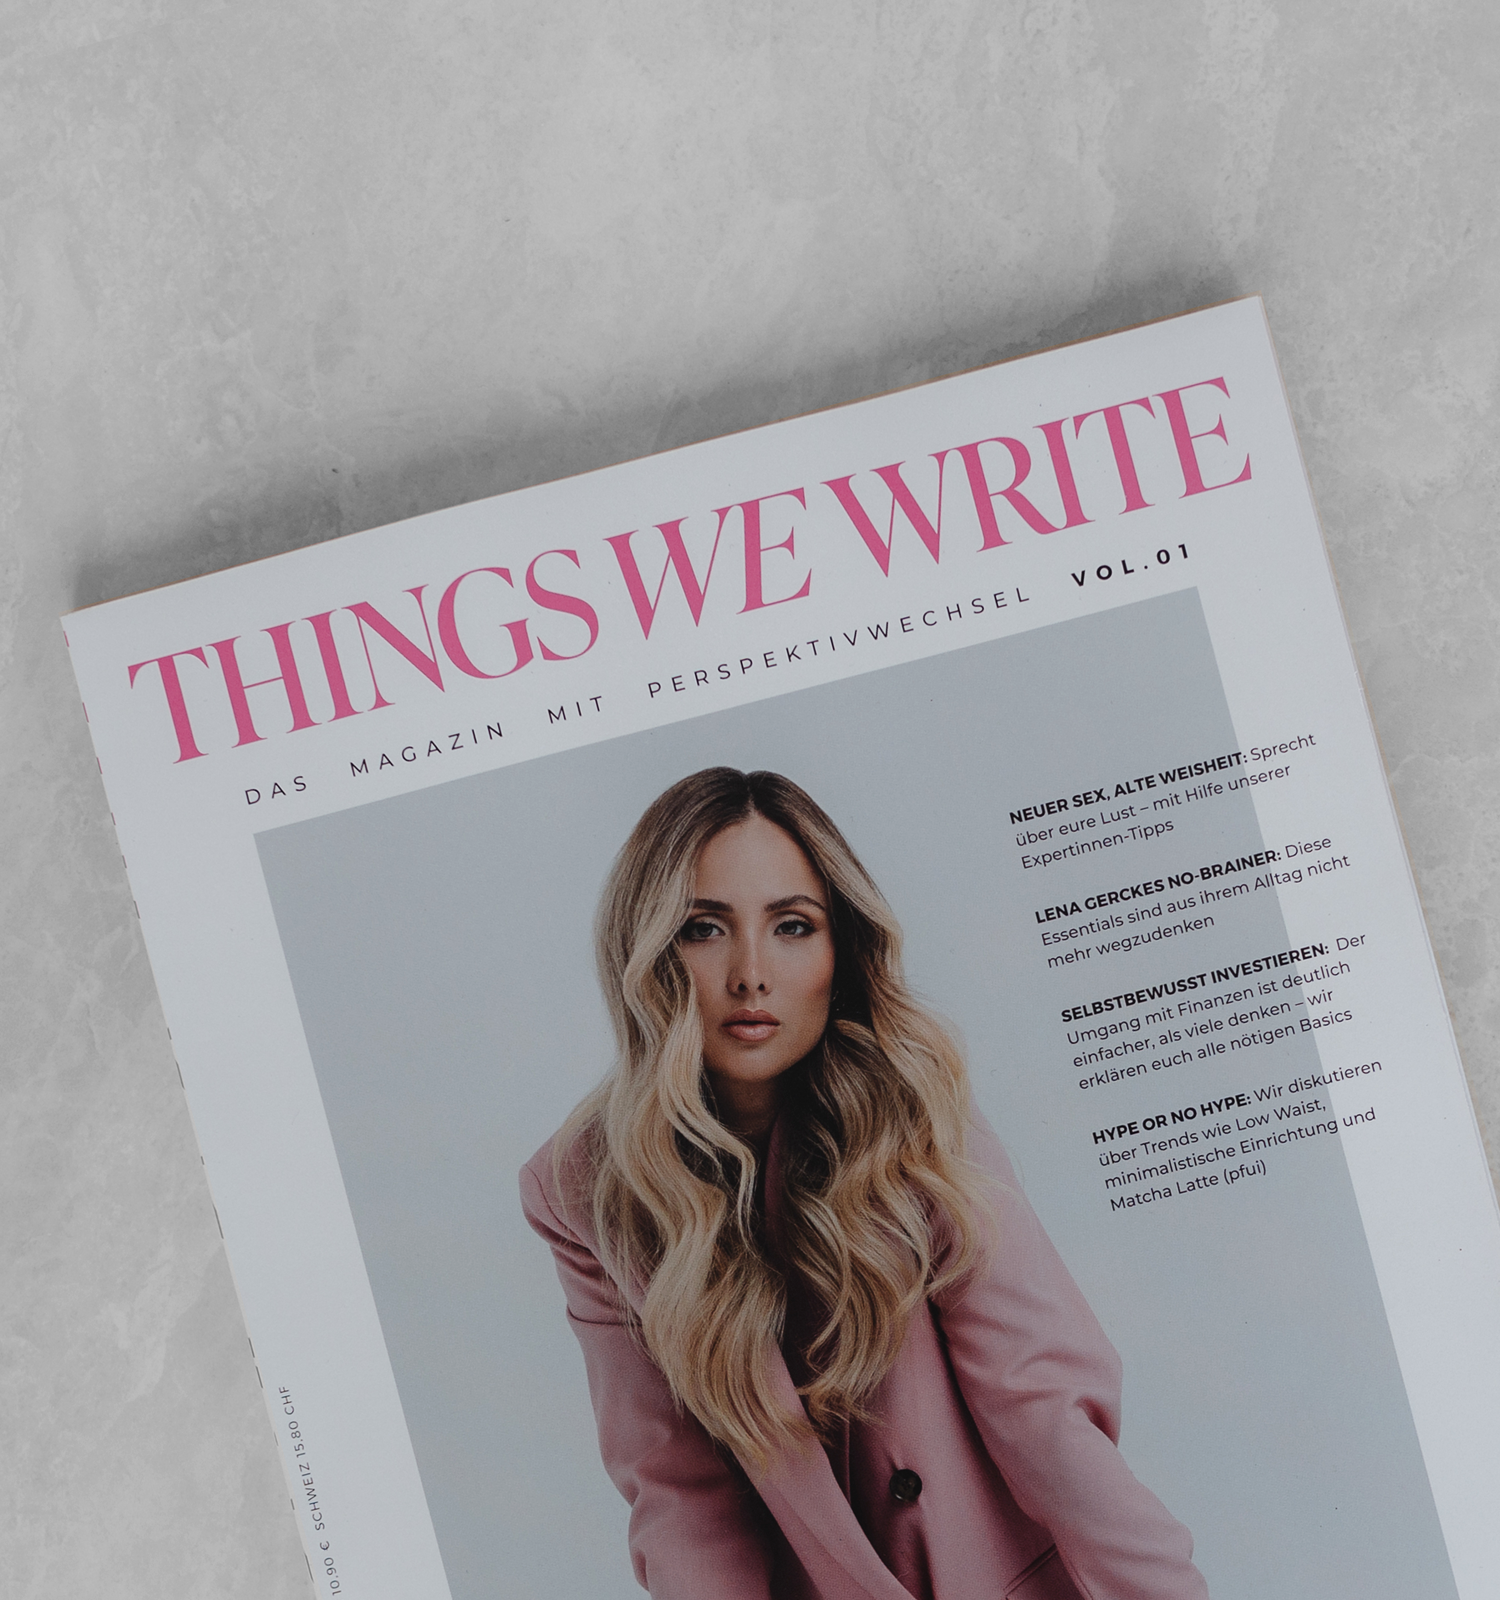 THINGS WE WRITE
DAS MAGAZIN MIT PERSPEKTIVWECHSEL VOL.01
NEUER SEX, ALTE WEISHEIT: Sprecht
über eure Lust – mit Hilfe unserer
Expertinnen-Tipps
LENA GERCKES NO-BRAINER: Diese
Essentials sind aus ihrem Alltag nicht
mehr wegzudenken
SELBSTBEWUSST INVESTIEREN: Der
Umgang mit Finanzen ist deutlich
einfacher, als viele denken – wir
erklären euch alle nötigen Basics
HYPE OR NO HYPE: Wir diskutieren
über Trends wie Low Waist,
minimalistische Einrichtung und
Matcha Latte (pfui)
10.90 € SCHWEIZ 15.80 CHF